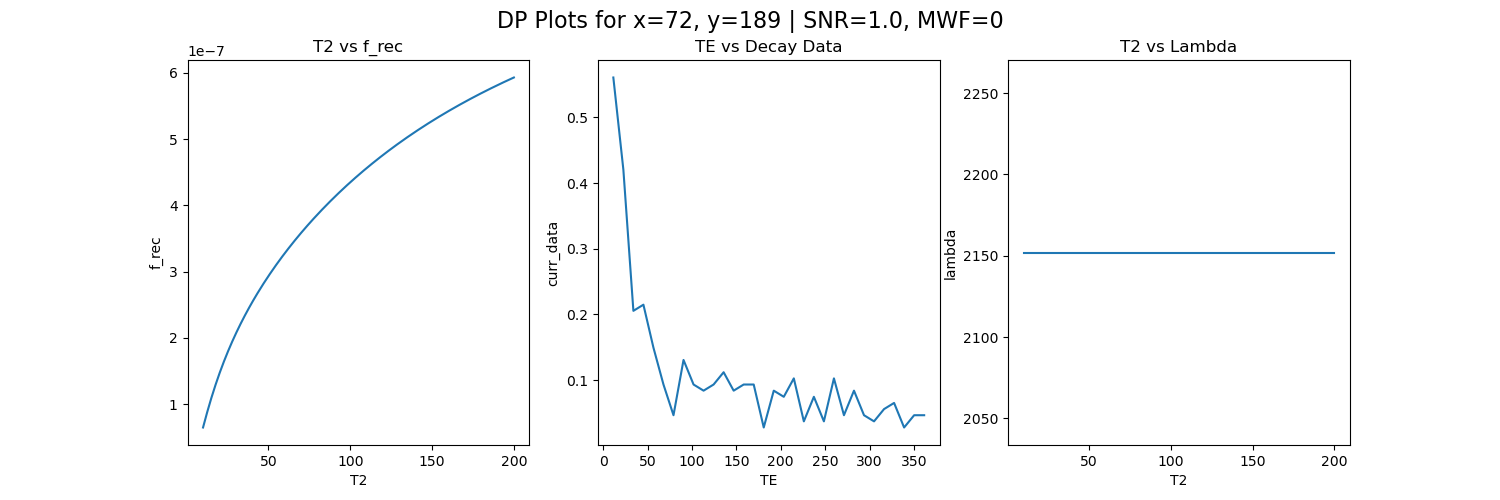 DP Plots for x=72, y=189 | SNR=1.0, MWF=0
T2 vs f_rec
1e−7
6
5
4
3
2
1
f_rec
50 100 150 200
T2
TE vs Decay Data
0.5
0.4
0.3
0.2
0.1
curr_data
0 50 100 150 200 250 300 350
TE
T2 vs Lambda
2250
2200
2150
2100
2050
lambda
50 100 150 200
T2